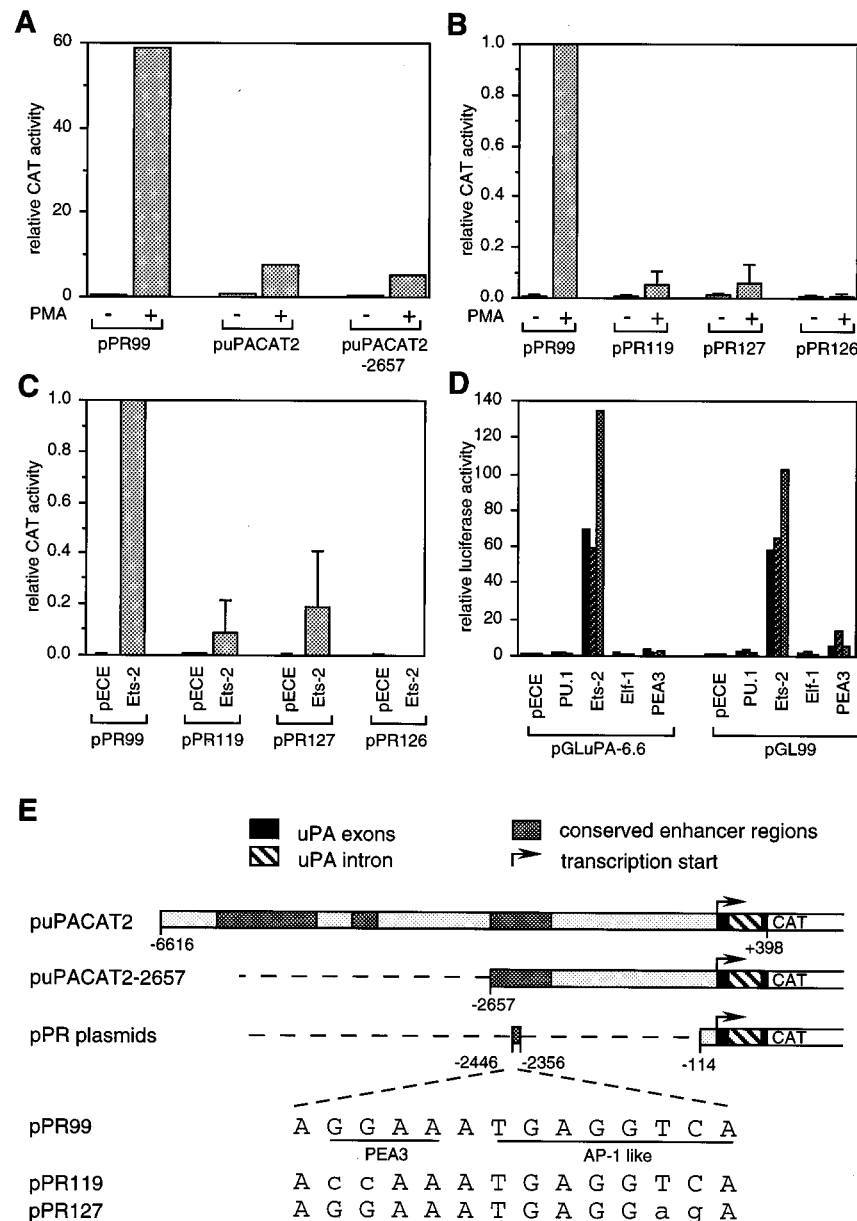 A
relative CAT activity
60
40
20
0
PMA - + - + - +
pPR99 puPACAT2 puPACAT2
-2657
B
relative CAT activity
1.0
0.8
0.6
0.4
0.2
0.0
- + - + - + - +
pPR99 pPR119 pPR127 pPR126
C
relative CAT activity
1.0
0.8
0.6
0.4
0.2
0.0
pECE Ets-2 pECE Ets-2 pECE Ets-2 pECE Ets-2
pPR99 pPR119 pPR127 pPR126
D
relative luciferase activity
140
120
100
80
60
40
20
0
pECE PU.1 Ets-2 Elf-1 PEA3 pECE PU.1 Ets-2 Elf-1 PEA3
pGLuPA-6.6 pGL99
E
uPA exons conserved enhancer regions
uPA intron transcription start
puPACAT2 CAT
-6616 +398
puPACAT2-2657 CAT
-2657
pPR plasmids CAT
-2446 -2356 -114
pPR99 A G G A A A T G A G G T C A
PEA3 AP-1 like
pPR119 A c c A A A T G A G G T C A
pPR127 A G G A A A T G A G G a g A